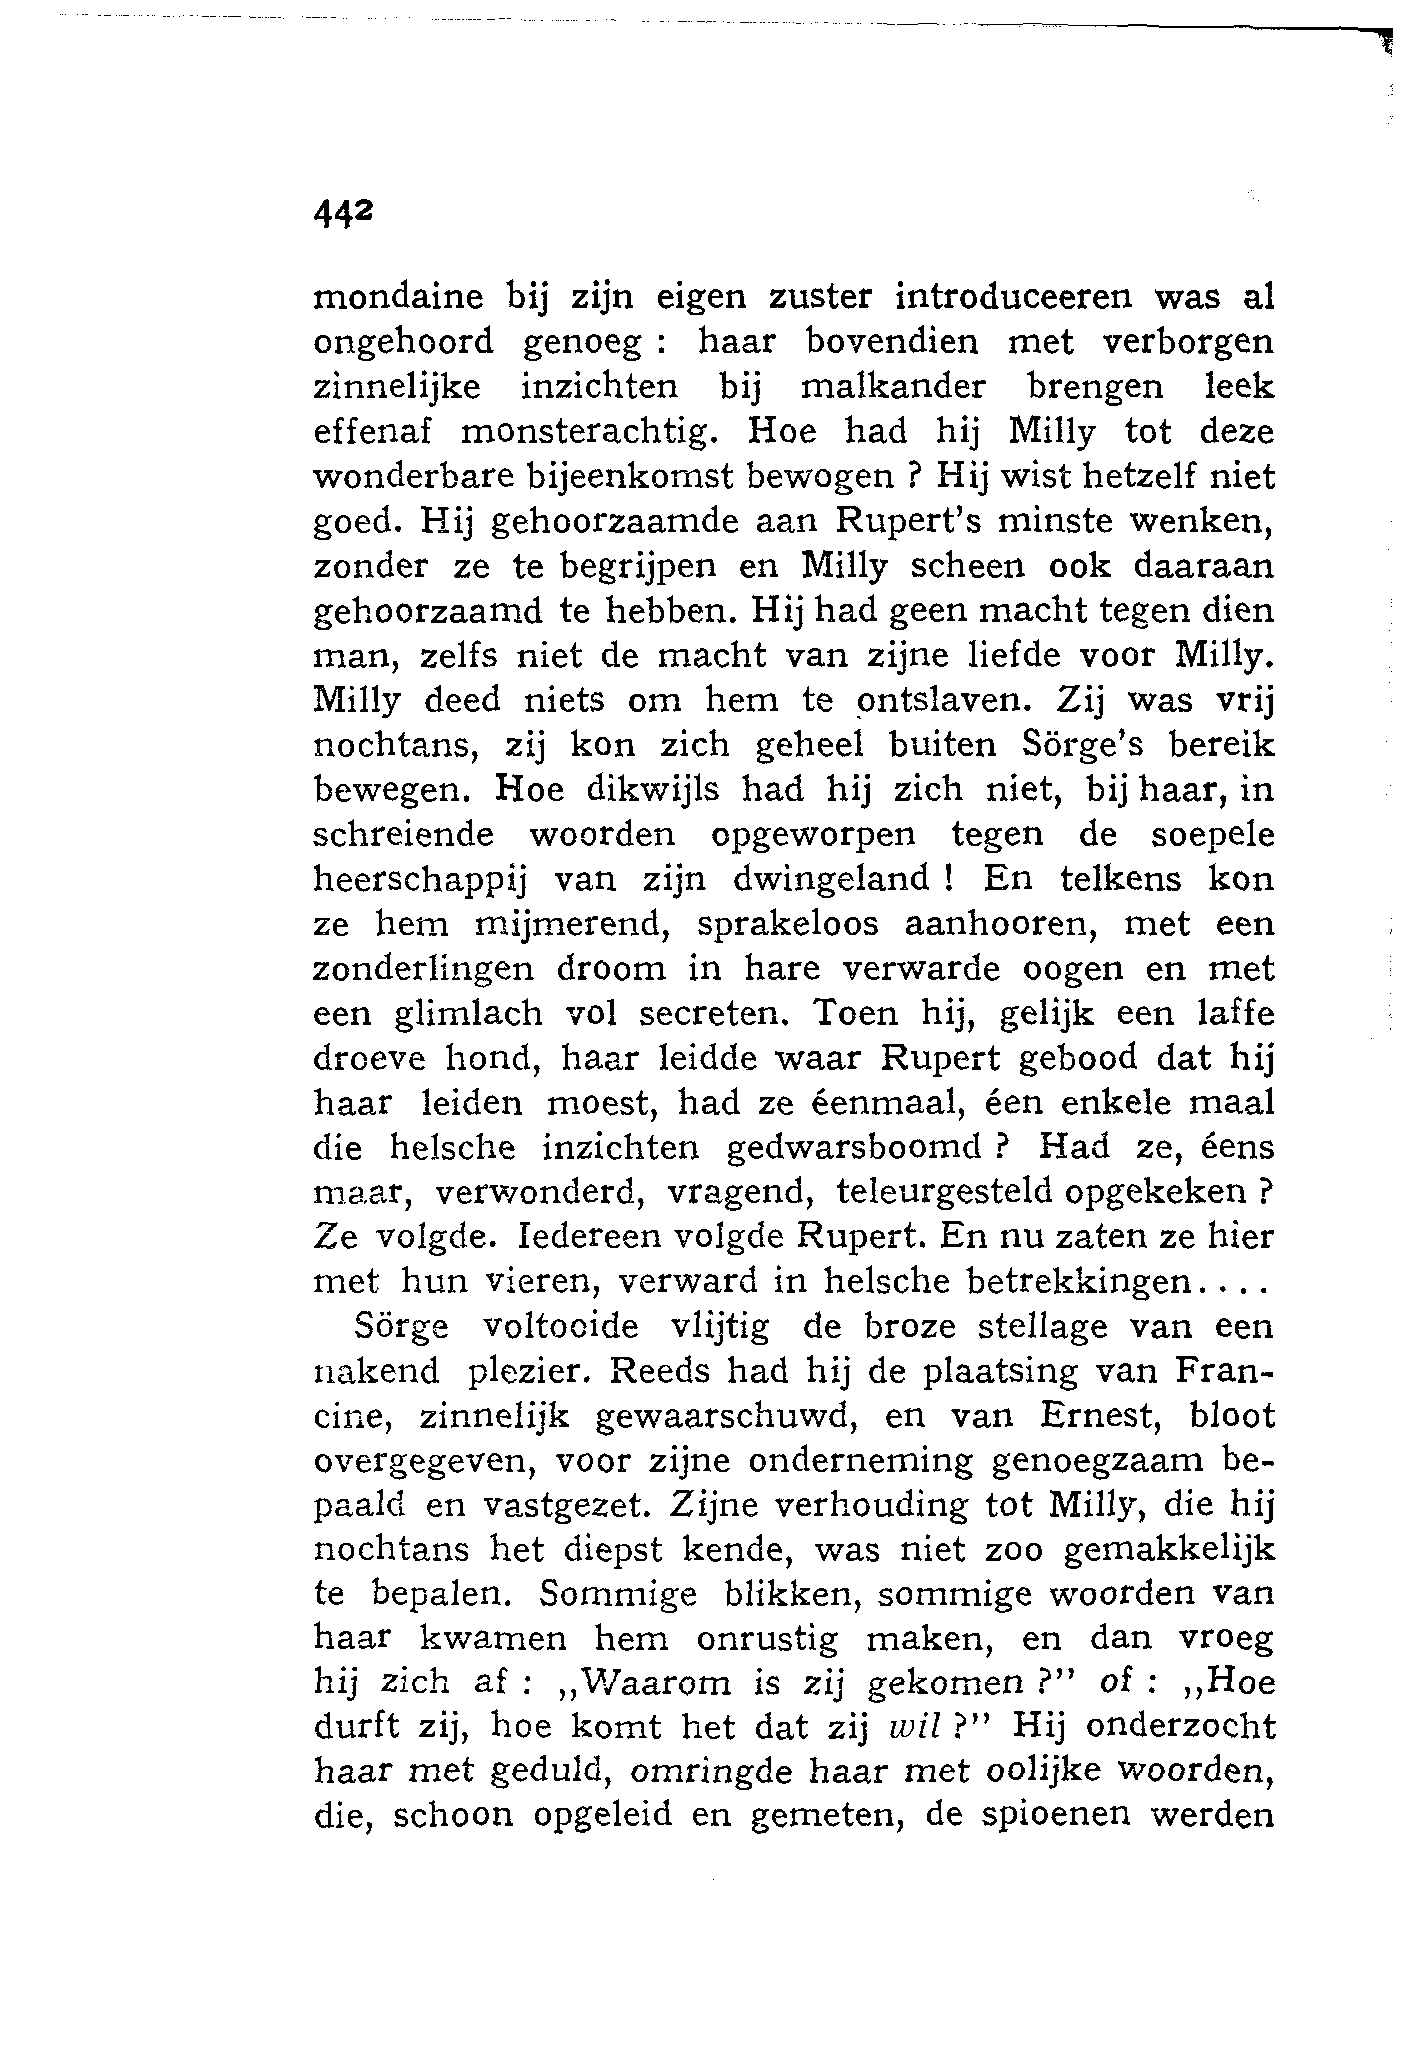 442
mondaine bij zijn eigen zuster introduceeren was al
ongehoord genoeg : haar bovendien met verborgen
zinnelijke inzichten bij malkander brengen leek
effenaf monsterachtig. Hoe had hij Milly tot deze
wonderbare bijeenkomst bewogen ? Hij wist hetzelf niet
goed. Hij gehoorzaamde aan Rupert's minste wenken,
zonder ze te begrijpen en Milly scheen ook daaraan
gehoorzaamd te hebben. Hij had geen macht tegen dien
man, zelfs niet de macht van zijne liefde voor Milly.
Milly deed niets om hem te ontslaven. Zij was vrij
nochtans, zij kon zich geheel buiten Sörge's bereik
bewegen. Hoe dikwijls had hij zich niet, bij haar, in
schreiende woorden opgeworpen tegen de soepele
heerschappij van zijn dwingeland ! En telkens kon
ze hem mijmerend, sprakeloos aanhooren, met een
zonderlingen droom in hare verwarde oogen en met
een glimlach vol secreten. Toen hij, gelijk een laffe
droeve hond, haar leidde waar Rupert gebood dat hij
haar leiden moest, had ze éenmaal, éen enkele maal
die helsche inzichten gedwarsboomd ? Had ze, éens
maar, verwonderd, vragend, teleurgesteld opgekeken ?
Ze volgde. Iedereen volgde Rupert. En nu zaten ze hier
met hun vieren, verward in helsche betrekkingen....
Sörge voltooide vlijtig de broze stellage van een
nakend plezier. Reeds had hij de plaatsing van Fran-
cine, zinnelijk gewaarschuwd, en van Ernest, bloot
overgegeven, voor zijne onderneming genoegzaam be-
paald en vastgezet. Zijne verhouding tot Milly, die hij
nochtans het diepst kende, was niet zoo gemakkelijk
te bepalen. Sommige blikken, sommige woorden van
haar kwamen hem onrustig maken, en dan vroeg
hij zich af : „Waarom is zij gekomen ?” of : „Hoe
durft zij, hoe komt het dat zij wil ?” Hij onderzocht
haar met geduld, omringde haar met oolijke woorden,
die, schoon opgeleid en gemeten, de spioenen werden